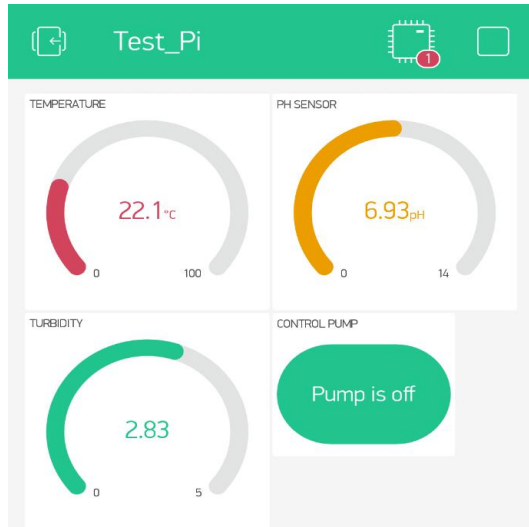 Test_Pi
1
TEMPERATURE
22.1°C
0
100
PH SENSOR
6.93pH
0
14
TURBIDITY
2.83
0
5
CONTROL PUMP
Pump is off